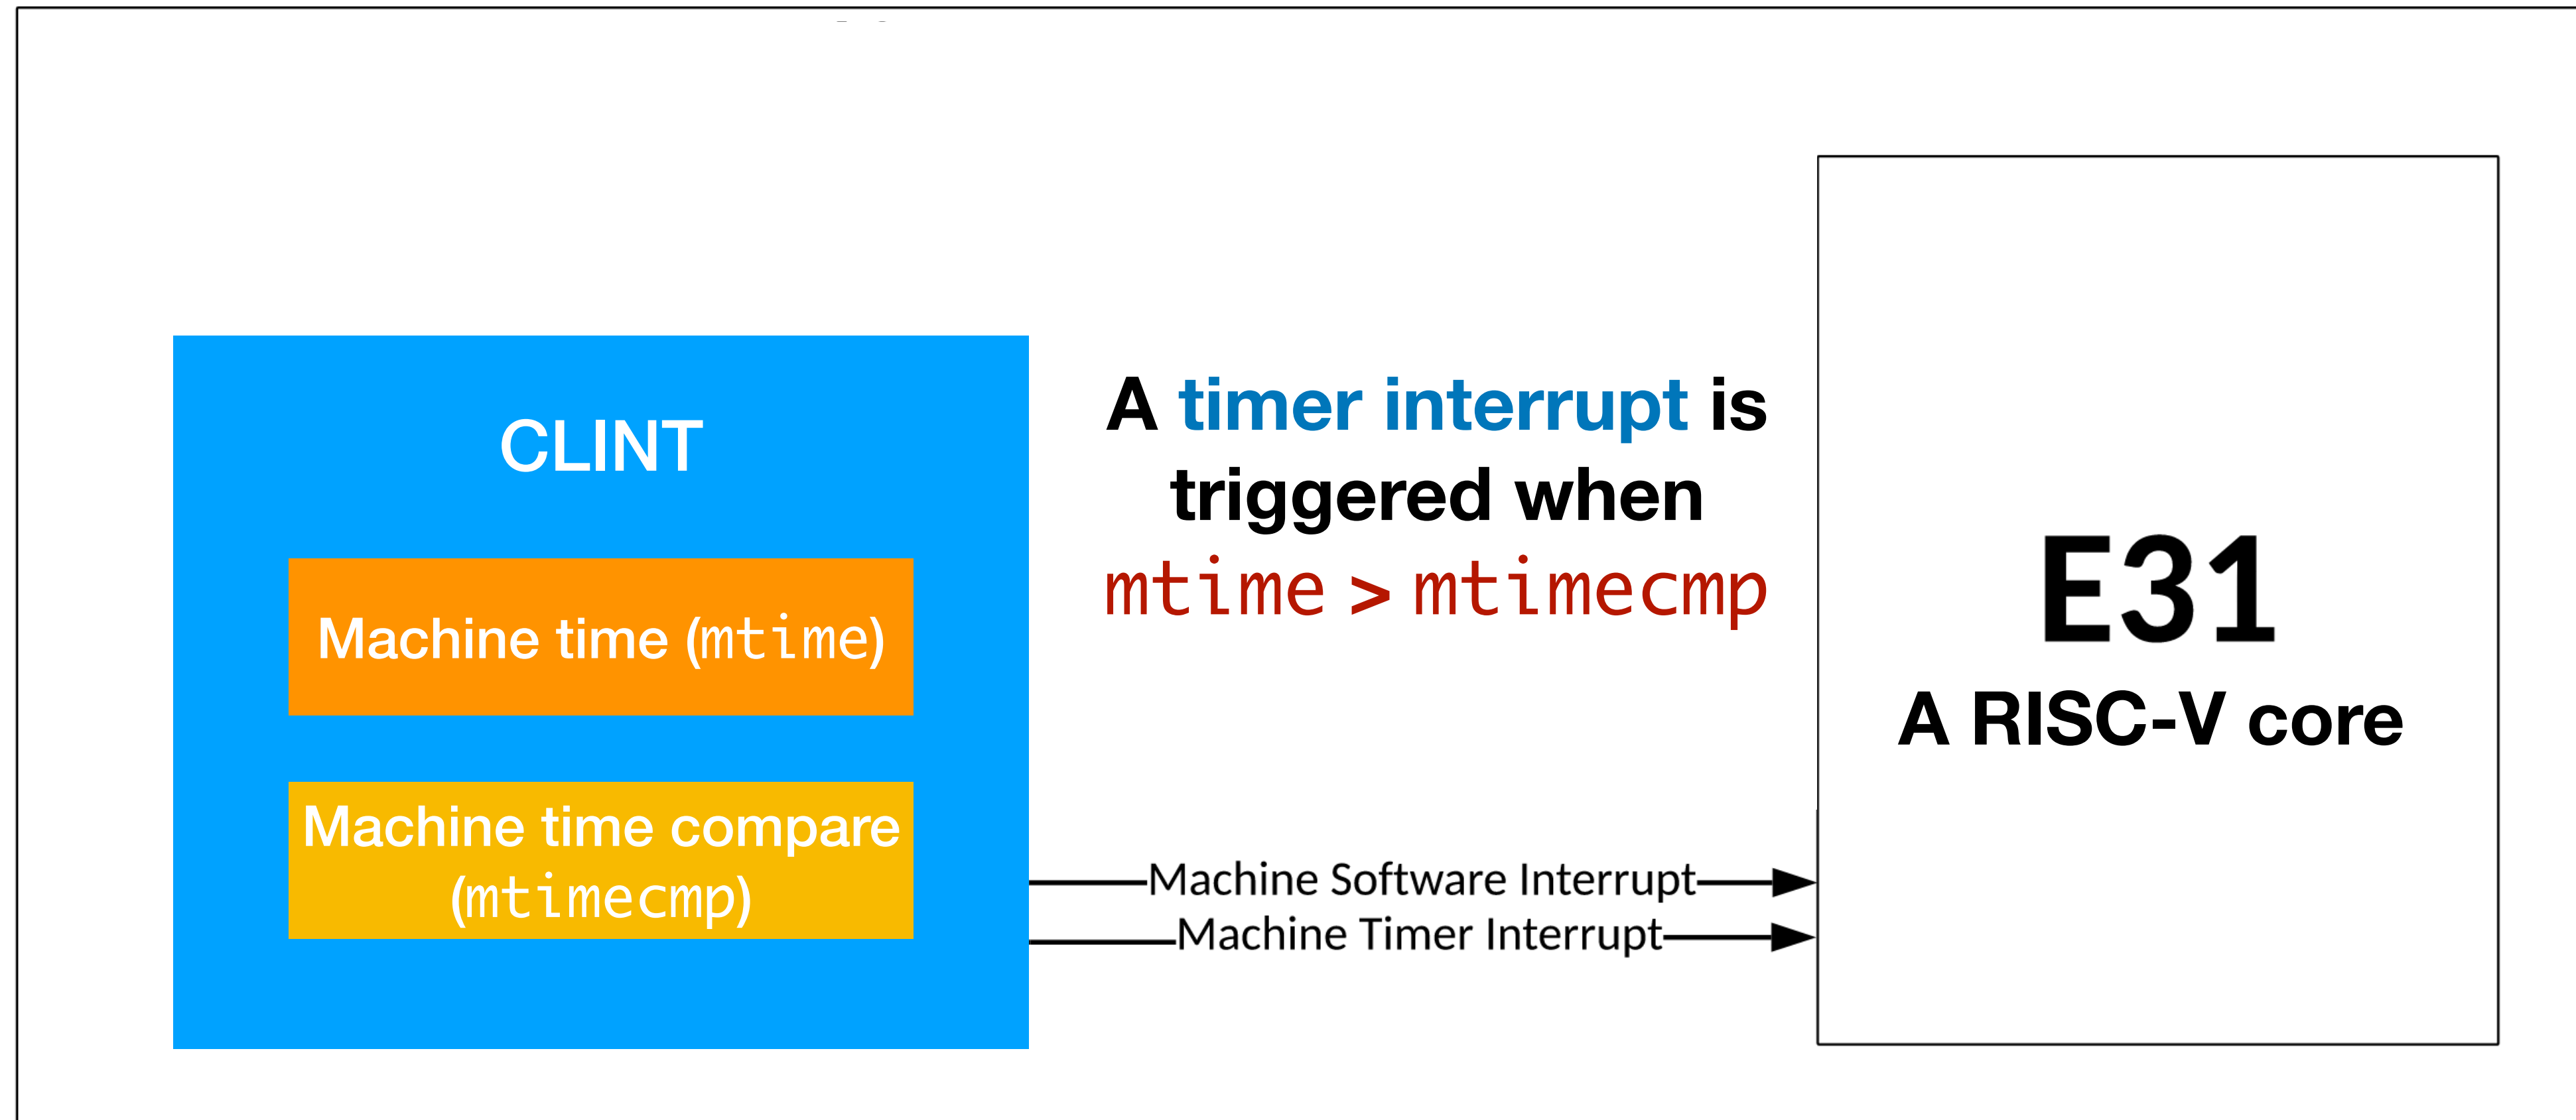 CLINT
Machine time (mtime)
Machine time compare
(mtimecmp)
A timer interrupt is
triggered when
mtime > mtimecmp
Machine Software Interrupt
Machine Timer Interrupt
E31
A RISC-V core